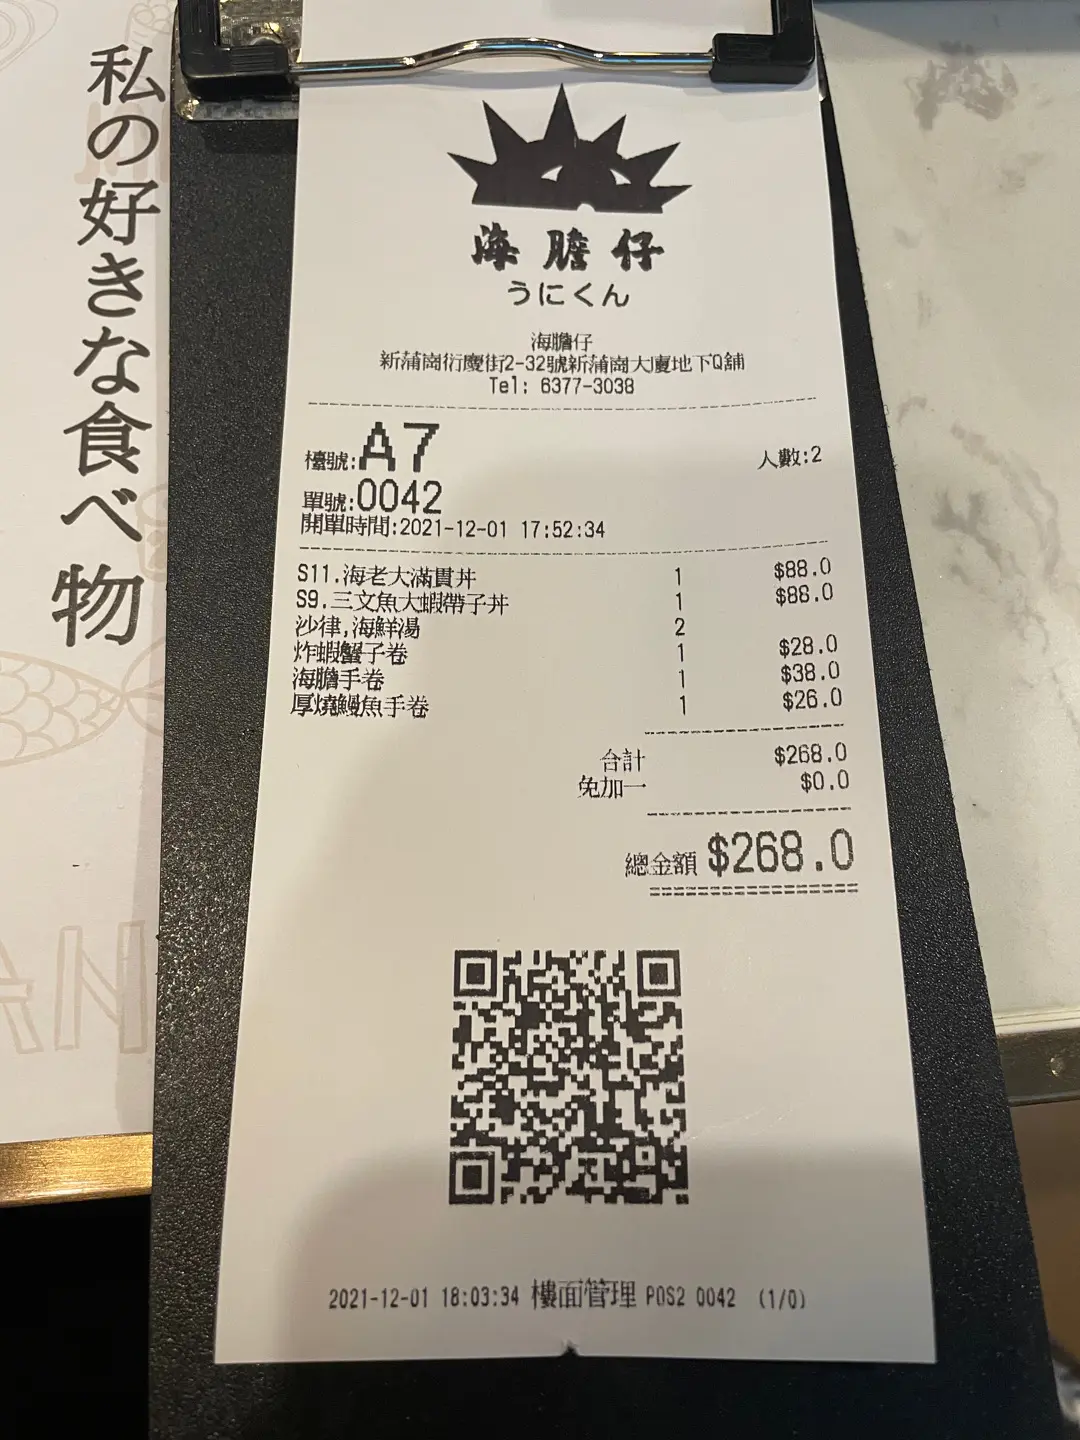 私の好きな食べ物
海膽仔
うにくん
海膽仔
新蒲崗衍慶街2-32號新蒲崗大廈地下Q舖
Tel: 6377-3038
檯號:A7 人數:2
單號:0042
開單時間:2021-12-01 17:52:34
S11.海老大滿貫丼 1 $88.0
S9.三文魚大蝦帶子丼 1 $88.0
沙律,海鮮湯 2
炸蝦蟹子卷 1 $28.0
海膽手卷 1 $38.0
厚燒鰻魚手卷 1 $26.0
合計 $268.0
免加一 $0.0
總金額 $268.0
2021-12-01 18:03:34 樓面管理 POS2 0042 (1/0)